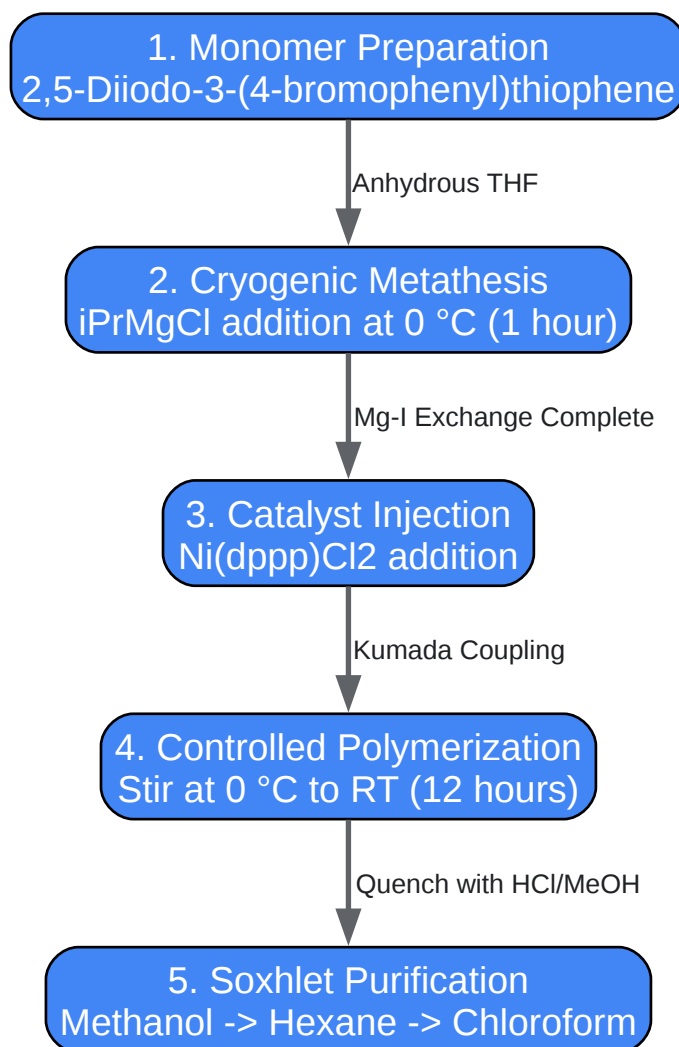 1. Monomer Preparation
2,5-Diiodo-3-(4-bromophenyl)thiophene
Anhydrous THF
2. Cryogenic Metathesis
iPrMgCl addition at 0 °C (1 hour)
Mg-I Exchange Complete
3. Catalyst Injection
Ni(dppp)Cl2 addition
Kumada Coupling
4. Controlled Polymerization
Stir at 0 °C to RT (12 hours)
Quench with HCl/MeOH
5. Soxhlet Purification
Methanol -> Hexane -> Chloroform